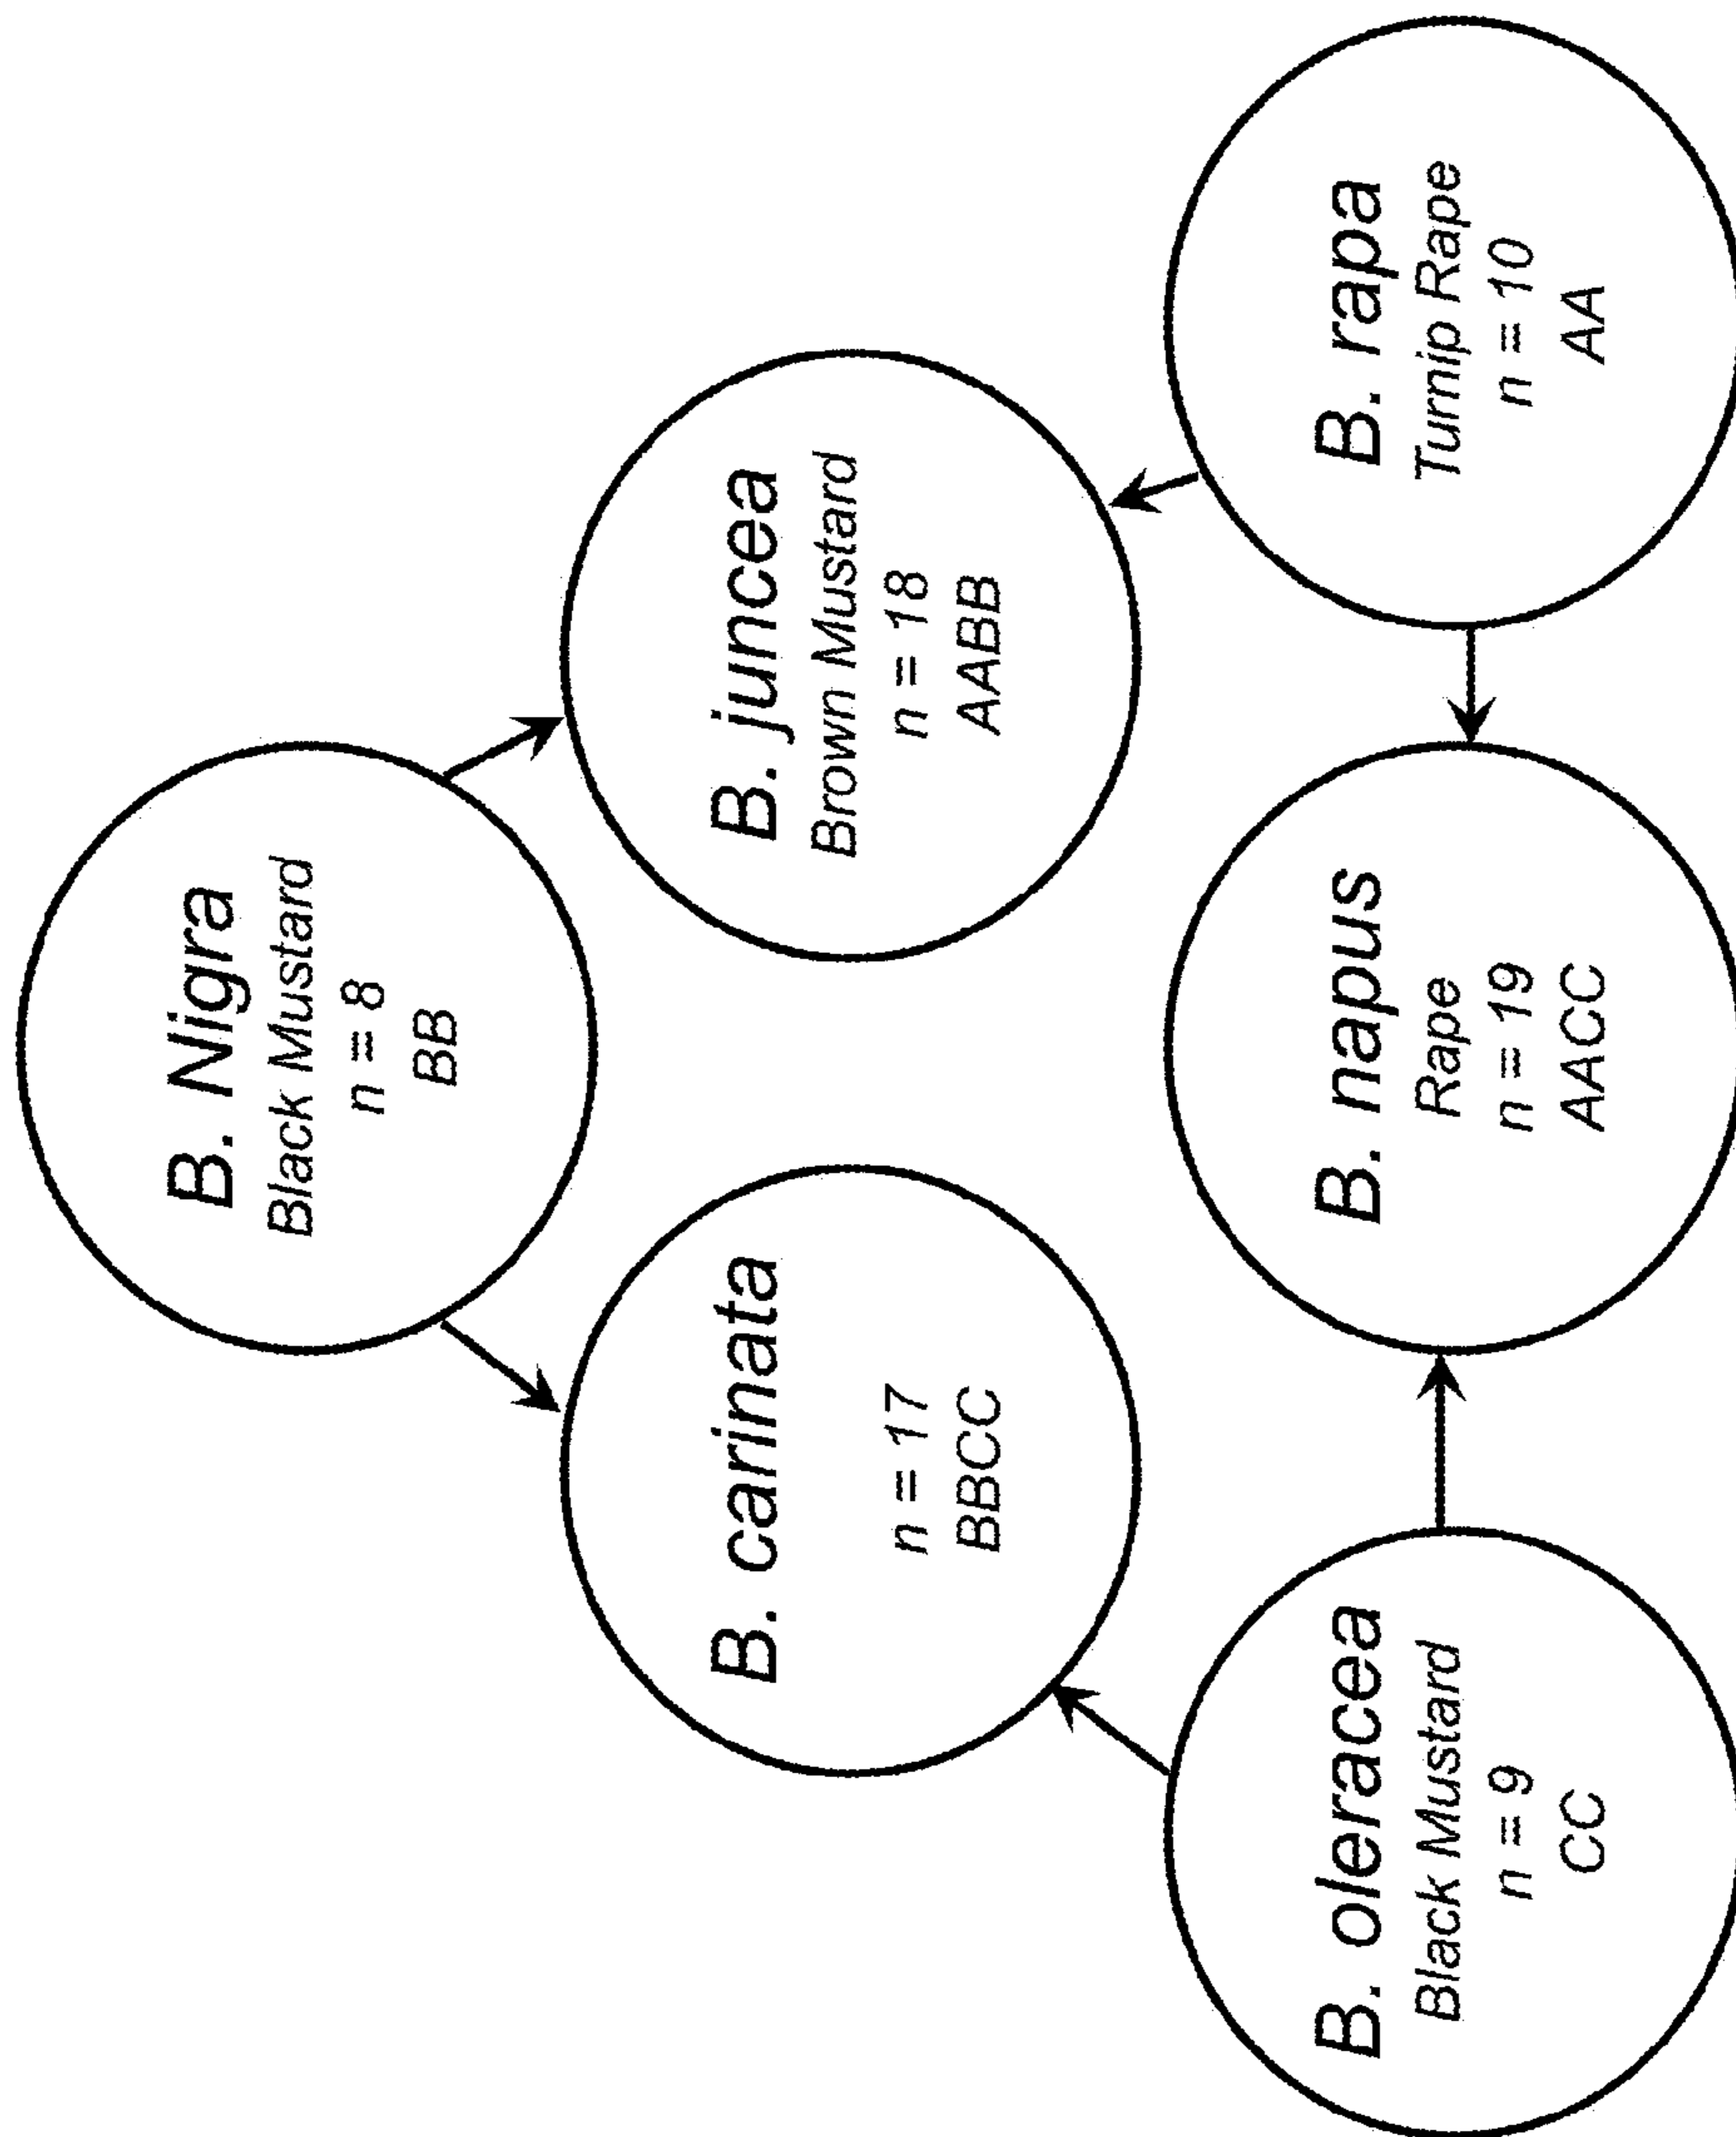 B. Nigra
Black Mustard
n = 8
BB
B. carinata
n = 17
BBCC
B. juncea
Brown Mustard
n = 18
AABB
B. oleracea
Black Mustard
n = 9
CC
B. napus
Rape
n = 19
AACC
B. rapa
Turnip Rape
n = 10
AA